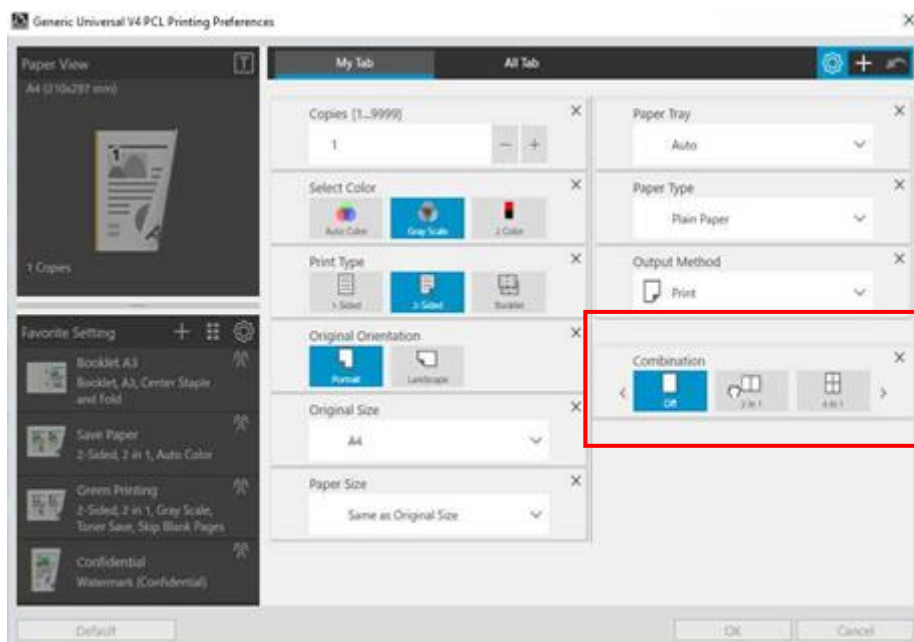 Generic Universal V4 PCL Printing Preferences
Paper View
A4 (210x297 mm)
1 Copies
Favorite Setting
Booklet A3
Booklet, A3, Center Staple
and Fold
Save Paper
2-Sided, 2 in 1, Auto Color
Green Printing
2-Sided, 2 in 1, Gray Scale,
Toner Save, Skip Blank Pages
Confidential
Watermark (Confidential)
Default
My Tab
All Tab
Copies (1...9999)
1
Select Color
Auto Color
Gray Scale
2 Color
Print Type
1-Sided
2-Sided
Booklet
Original Orientation
Portrait
Landscape
Original Size
A4
Paper Size
Same as Original Size
Paper Tray
Auto
Paper Type
Plain Paper
Output Method
Print
Combination
Off
2 in 1
4 in 1
OK
Cancel